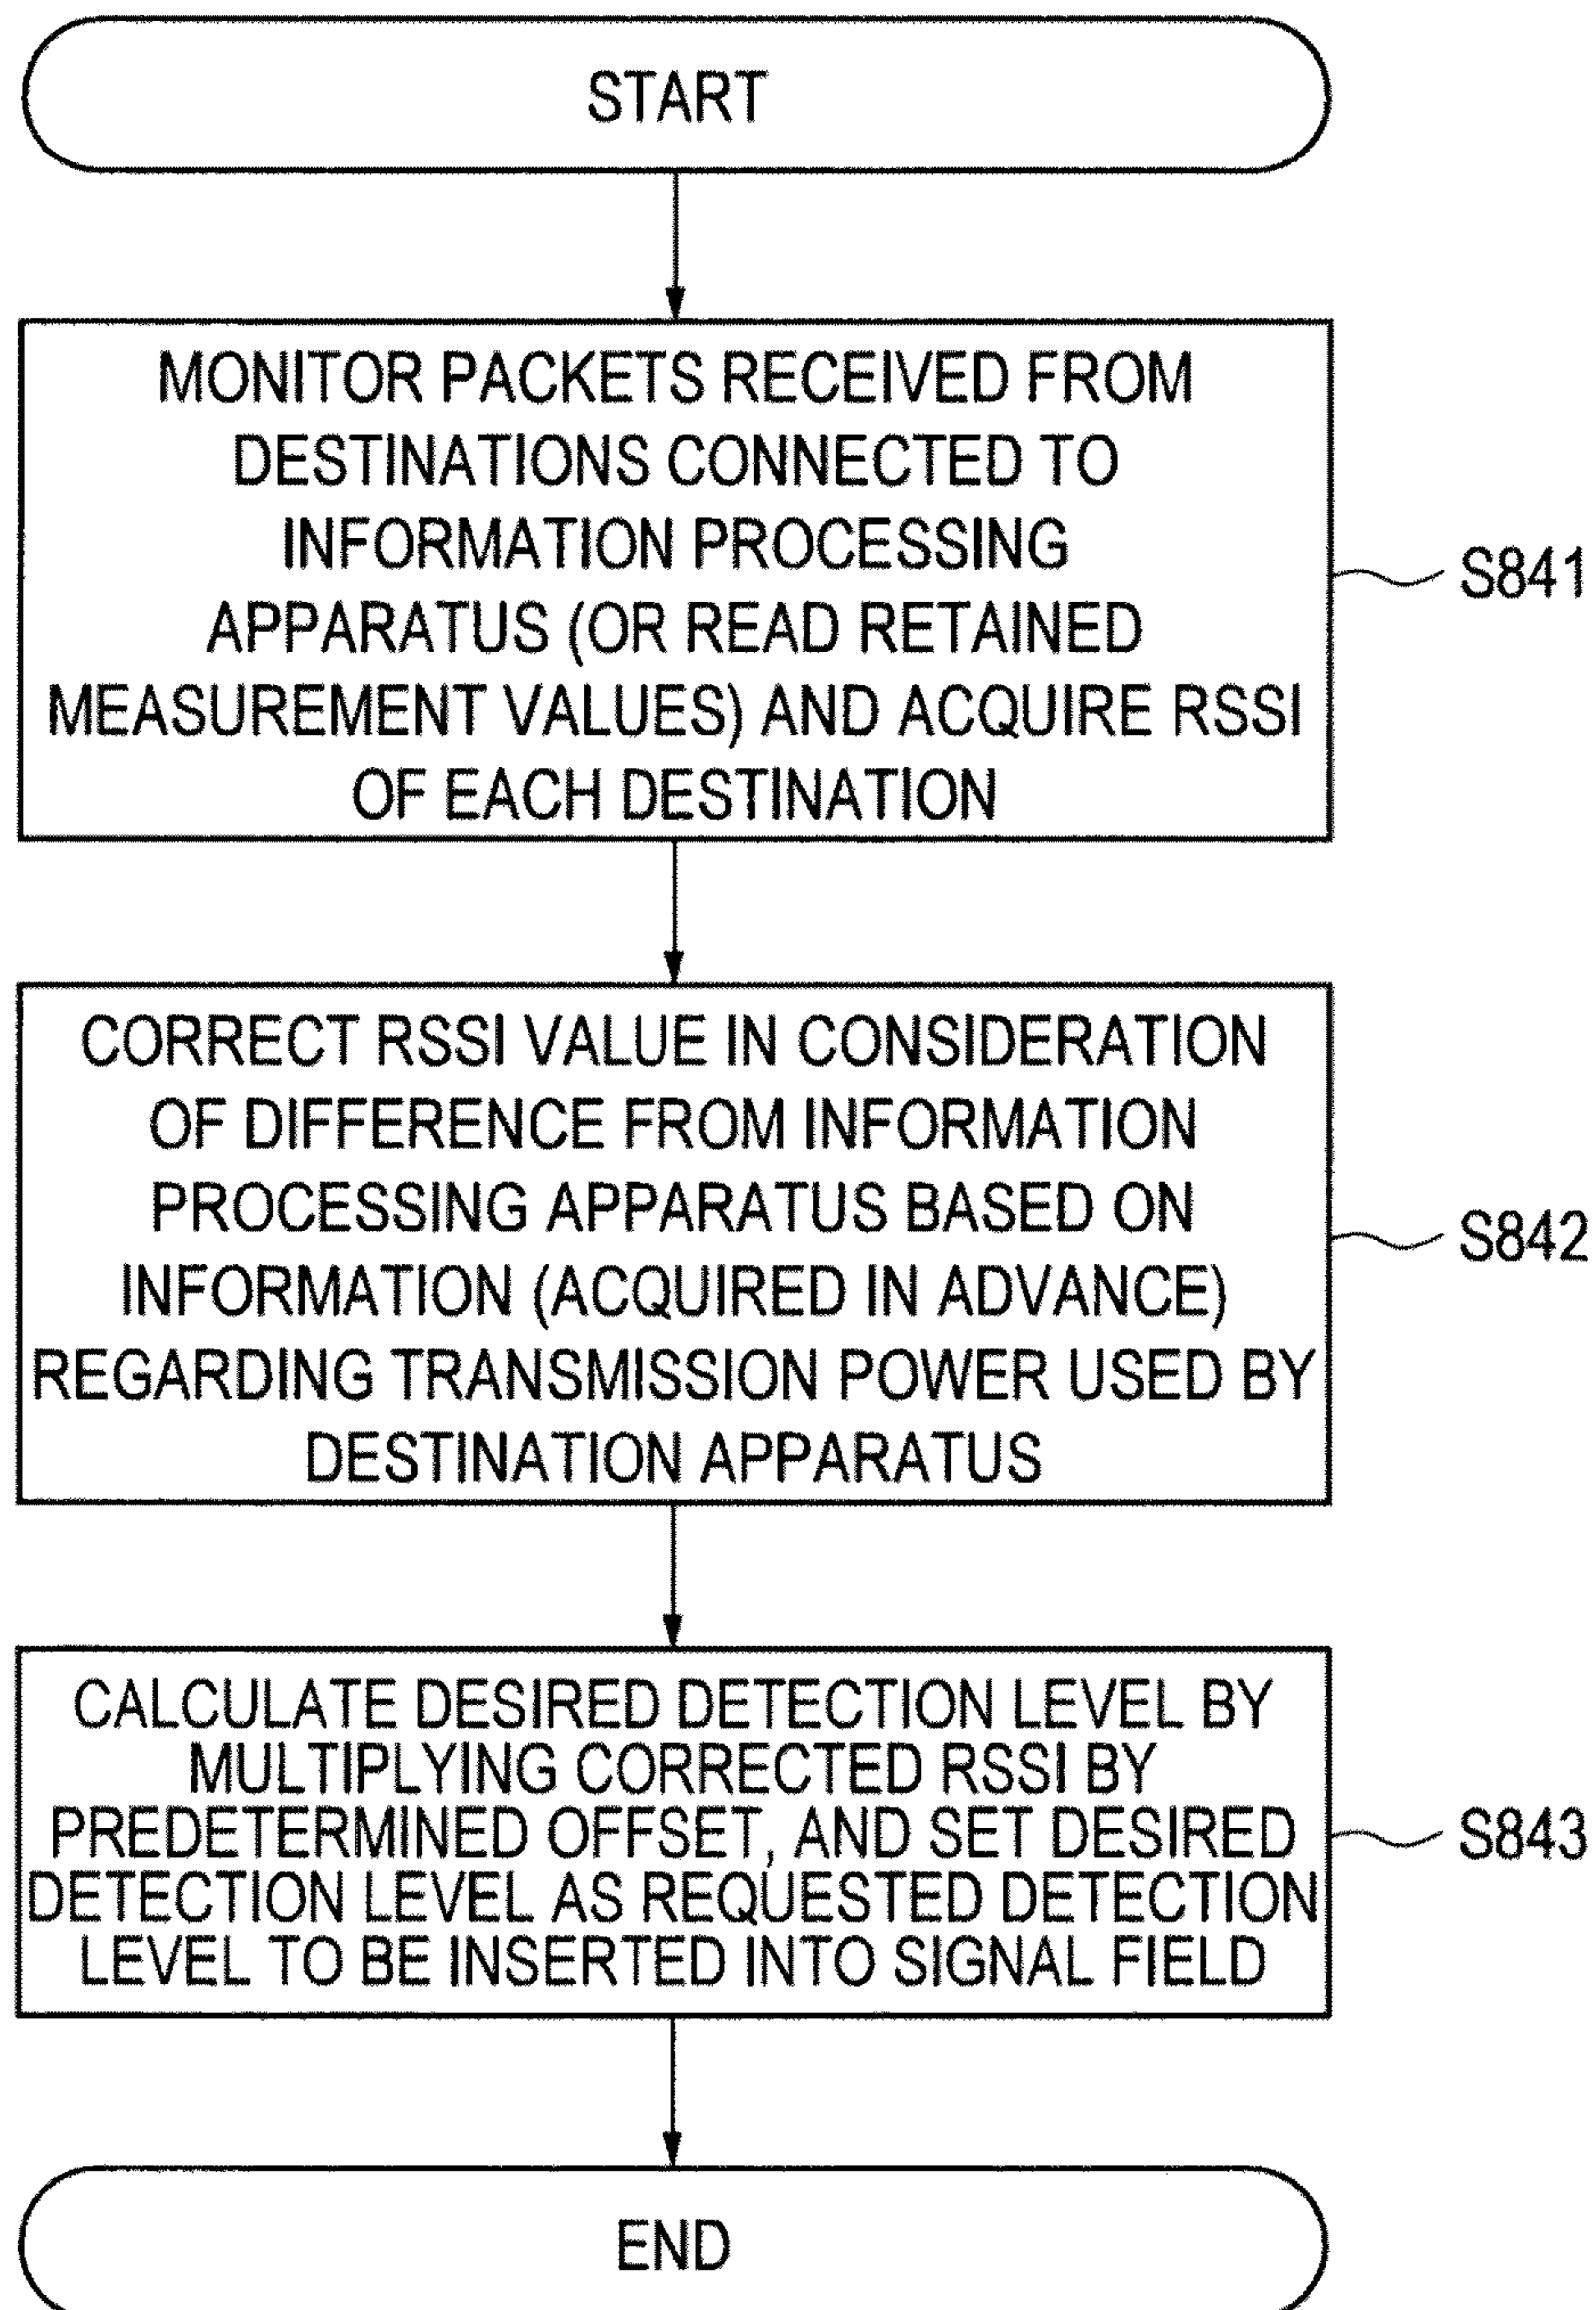 START
MONITOR PACKETS RECEIVED FROM
DESTINATIONS CONNECTED TO
INFORMATION PROCESSING
APPARATUS (OR READ RETAINED
MEASUREMENT VALUES) AND ACQUIRE RSSI
OF EACH DESTINATION
S841
CORRECT RSSI VALUE IN CONSIDERATION
OF DIFFERENCE FROM INFORMATION
PROCESSING APPARATUS BASED ON
INFORMATION (ACQUIRED IN ADVANCE)
REGARDING TRANSMISSION POWER USED BY
DESTINATION APPARATUS
S842
CALCULATE DESIRED DETECTION LEVEL BY
MULTIPLYING CORRECTED RSSI BY
PREDETERMINED OFFSET, AND SET DESIRED
DETECTION LEVEL AS REQUESTED DETECTION
LEVEL TO BE INSERTED INTO SIGNAL FIELD
S843
END